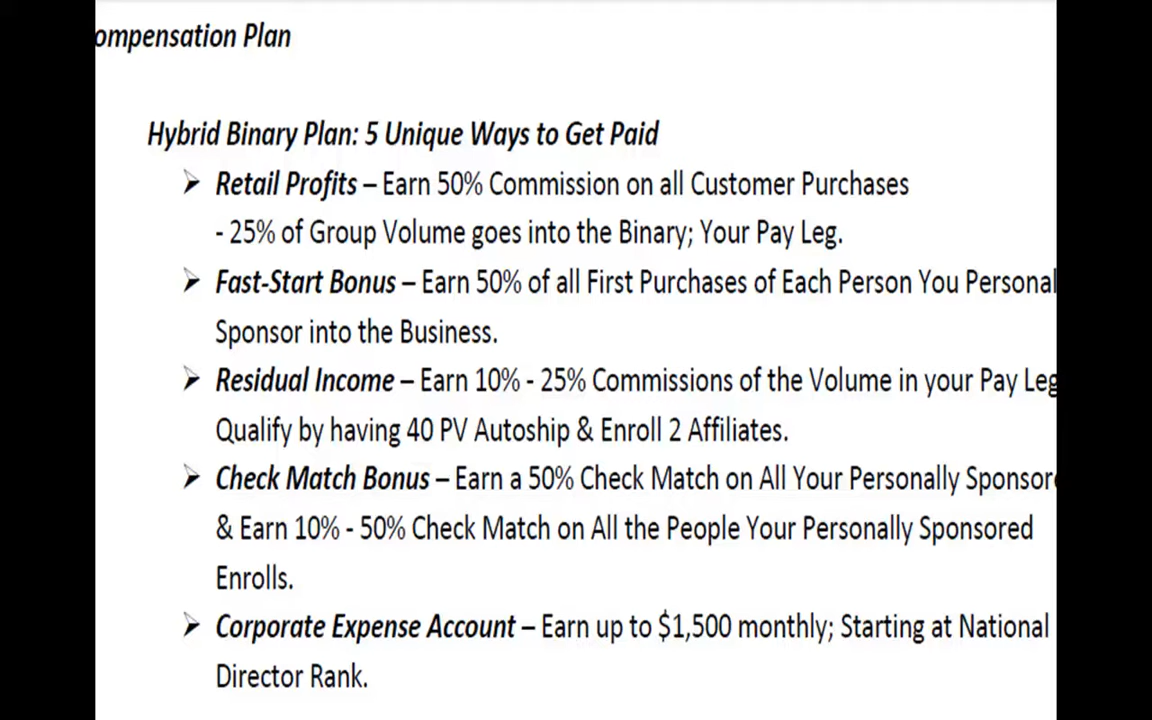 ompensation Plan
Hybrid Binary Plan: 5 Unique Ways to Get Paid
➢ Retail Profits – Earn 50% Commission on all Customer Purchases
- 25% of Group Volume goes into the Binary; Your Pay Leg.
➢ Fast-Start Bonus – Earn 50% of all First Purchases of Each Person You Personal
Sponsor into the Business.
➢ Residual Income – Earn 10% - 25% Commissions of the Volume in your Pay Leg
Qualify by having 40 PV Autoship & Enroll 2 Affiliates.
➢ Check Match Bonus – Earn a 50% Check Match on All Your Personally Sponsore
& Earn 10% - 50% Check Match on All the People Your Personally Sponsored
Enrolls.
➢ Corporate Expense Account – Earn up to $1,500 monthly; Starting at National
Director Rank.